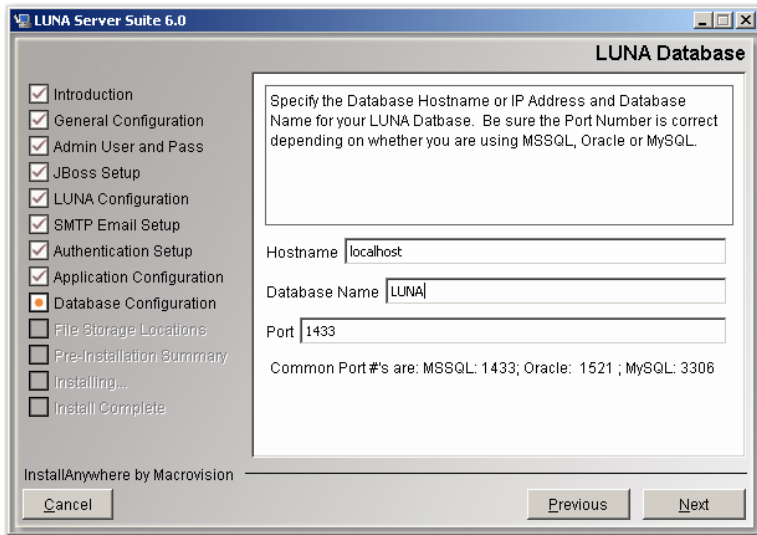 LUNA Server Suite 6.0
LUNA Database
Introduction
General Configuration
Admin User and Pass
JBoss Setup
LUNA Configuration
SMTP Email Setup
Authentication Setup
Application Configuration
Database Configuration
File Storage Locations
Pre-Installation Summary
Installing...
Install Complete
Specify the Database Hostname or IP Address and Database
Name for your LUNA Datbase. Be sure the Port Number is correct
depending on whether you are using MSSQL, Oracle or MySQL.
Hostname localhost
Database Name LUNA
Port 1433
Common Port #'s are: MSSQL: 1433; Oracle: 1521 ; MySQL: 3306
InstallAnywhere by Macrovision
Cancel Previous Next